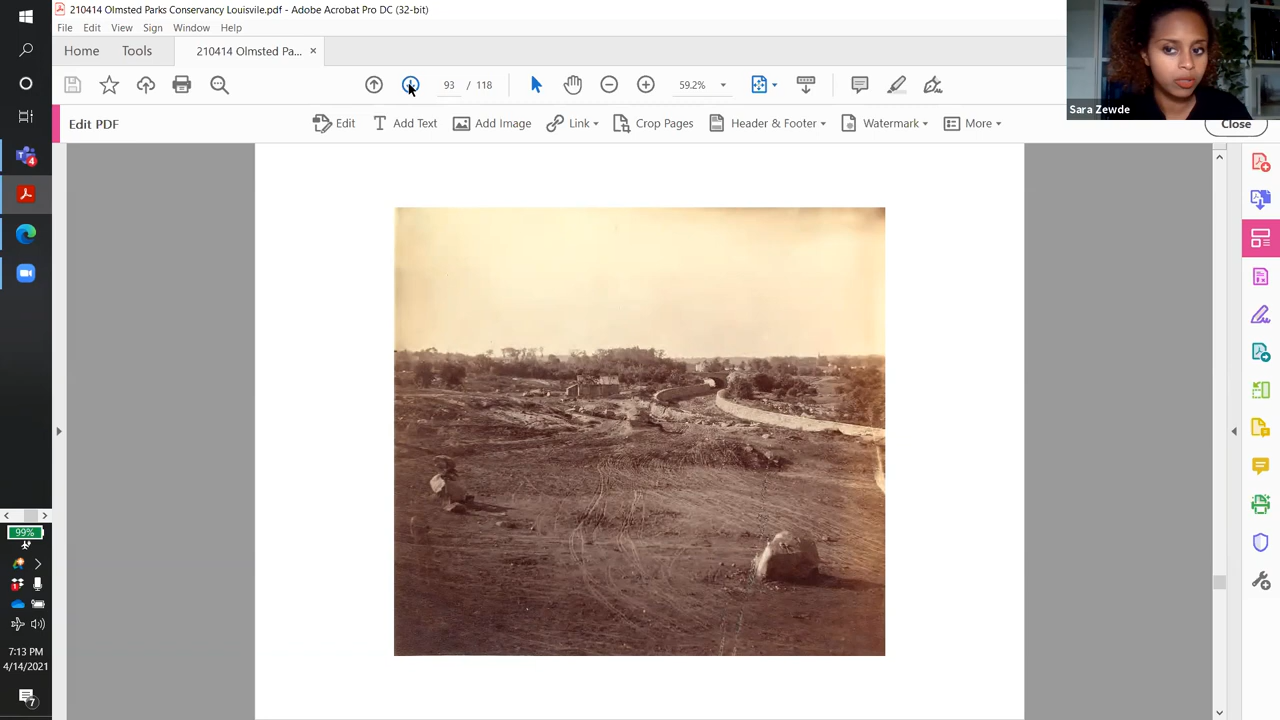 210414 Olmsted Parks Conservancy Louisvile.pdf - Adobe Acrobat Pro DC (32-bit)
File Edit View Sign Window Help
Home Tools 210414 Olmsted Pa... ×
93 / 118 59.2%
Edit PDF Edit Add Text Add Image Link Crop Pages Header & Footer Watermark More Close
Sara Zewde
4
99%
7:13 PM
4/14/2021
7